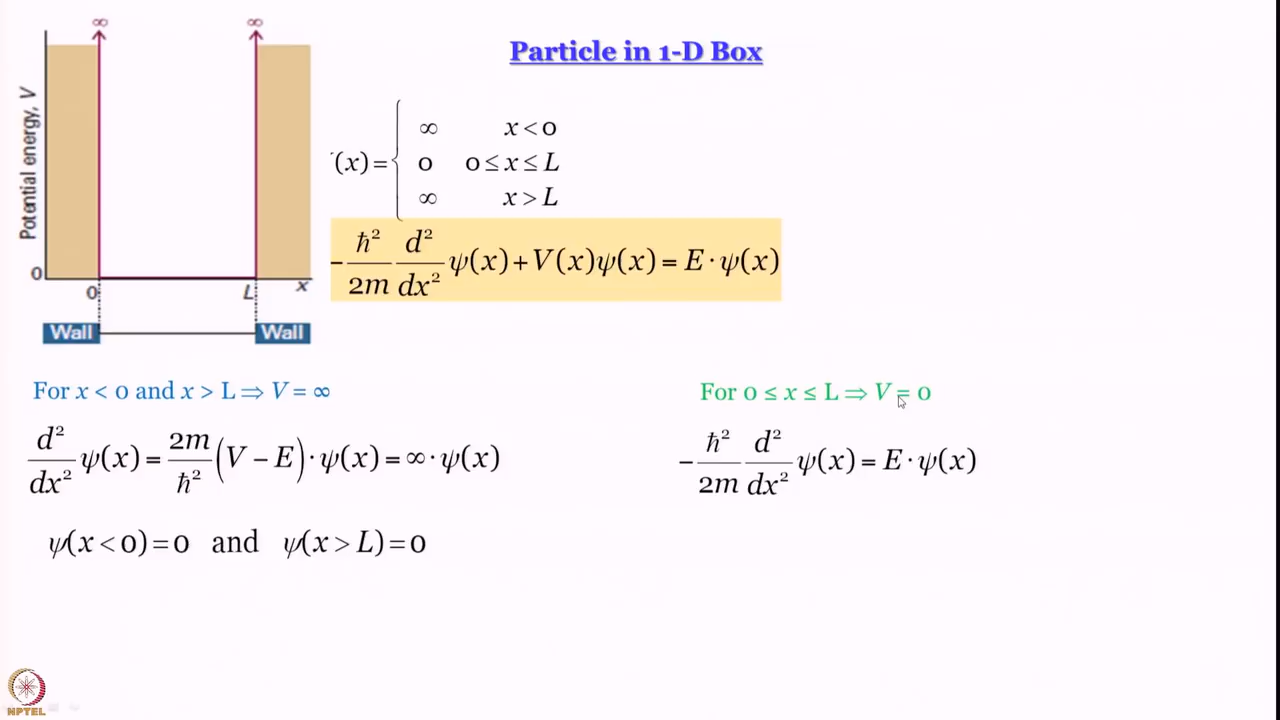 Particle in 1-D Box
∞ ∞
Potential energy, V
0
0 L x
Wall Wall
(x) = { ∞ x < 0
0 0 ≤ x ≤ L
∞ x > L
−ħ²/2m d²/dx² ψ(x) + V(x)ψ(x) = E · ψ(x)
For x < 0 and x > L ⇒ V = ∞
d²/dx² ψ(x) = 2m/ħ² (V − E) · ψ(x) = ∞ · ψ(x)
ψ(x < 0) = 0 and ψ(x > L) = 0
For 0 ≤ x ≤ L ⇒ V = 0
−ħ²/2m d²/dx² ψ(x) = E · ψ(x)
NPTEL